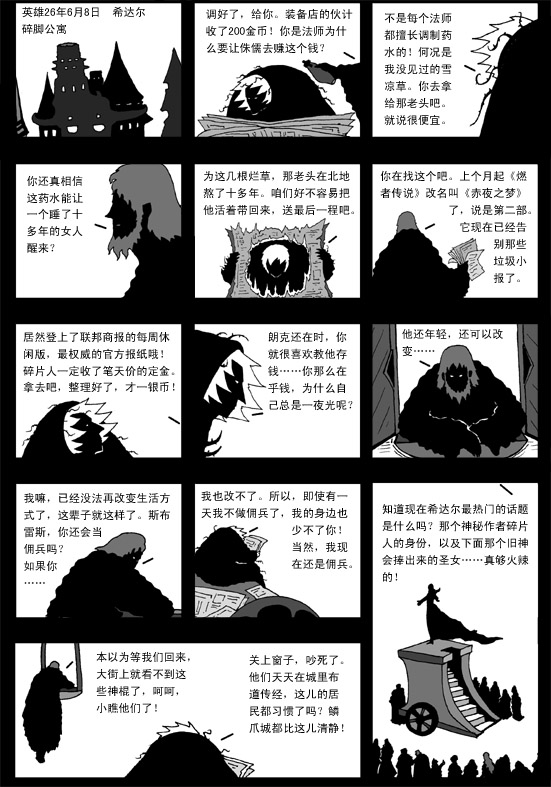 英雄26年6月8日　希达尔
碎脚公寓
调好了，给你。装备店的伙计
收了200金币！你是法师为什
么要让侏儒去赚这个钱？
不是每个法师
都擅长调制药
水的！何况是
我没见过的雪
凉草。你去拿
给那老头吧。
就说很便宜。
你还真相信
这药水能让
一个睡了十
多年的女人
醒来？
为这几根烂草，那老头在北地
熬了十多年。咱们好不容易把
他活着带回来，送最后一程吧。
你在找这个吧。上个月起《燃
者传说》改名叫《赤夜之梦》
了，说是第二部。
它现在已经告
别那些
垃圾小
报了。
居然登上了联邦商报的每周休
闲版，最权威的官方报纸哦！
碎片人一定收了笔天价的定金。
拿去吧，整理好了，才一银币！
朗克还在时，你
就很喜欢教他存
钱……你那么在
乎钱，为什么自
己总是一夜光呢？
他还年轻，还可以改
变……
我嘛，已经没法再改变生活方
式了，这辈子就这样了。斯布
雷斯，你还会当
佣兵吗？
如果你
……
我也改不了。所以，即使有一
天我不做佣兵了，我的身边也
少不了你！
当然，我现
在还是佣兵。
知道现在希达尔最热门的话题
是什么吗？那个神秘作者碎片
人的身份，以及下面那个旧神
会捧出来的圣女……真够火辣
的！
本以为等我们回来，
大街上就看不到这
些神棍了，呵呵，
小瞧他们了！
关上窗子，吵死了。
他们天天在城里布
道传经，这儿的居
民都习惯了吗？鳞
爪城都比这儿清静！